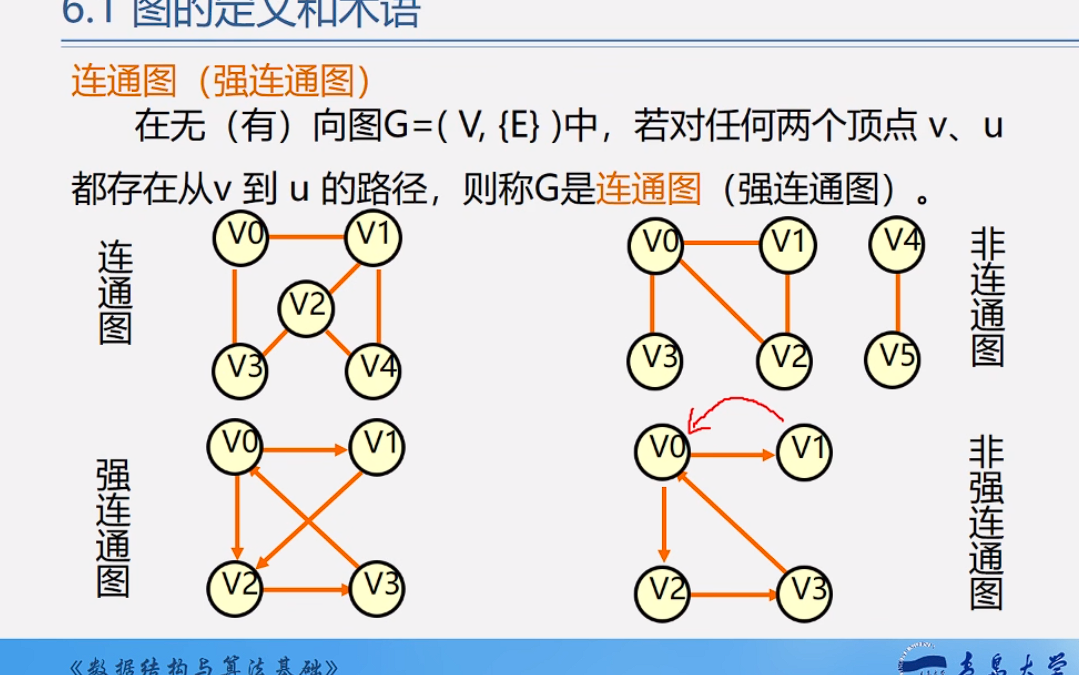 6.1 图的定义和术语
连通图（强连通图）
在无（有）向图G=( V, {E} )中，若对任何两个顶点 v、u
都存在从v 到 u 的路径，则称G是连通图（强连通图）。
连通图
V0 V1
V2
V3 V4
非连通图
V0 V1 V4
V3 V2 V5
强连通图
V0 V1
V2 V3
非强连通图
V0 V1
V2 V3
《数据结构与算法基础》
青岛大学